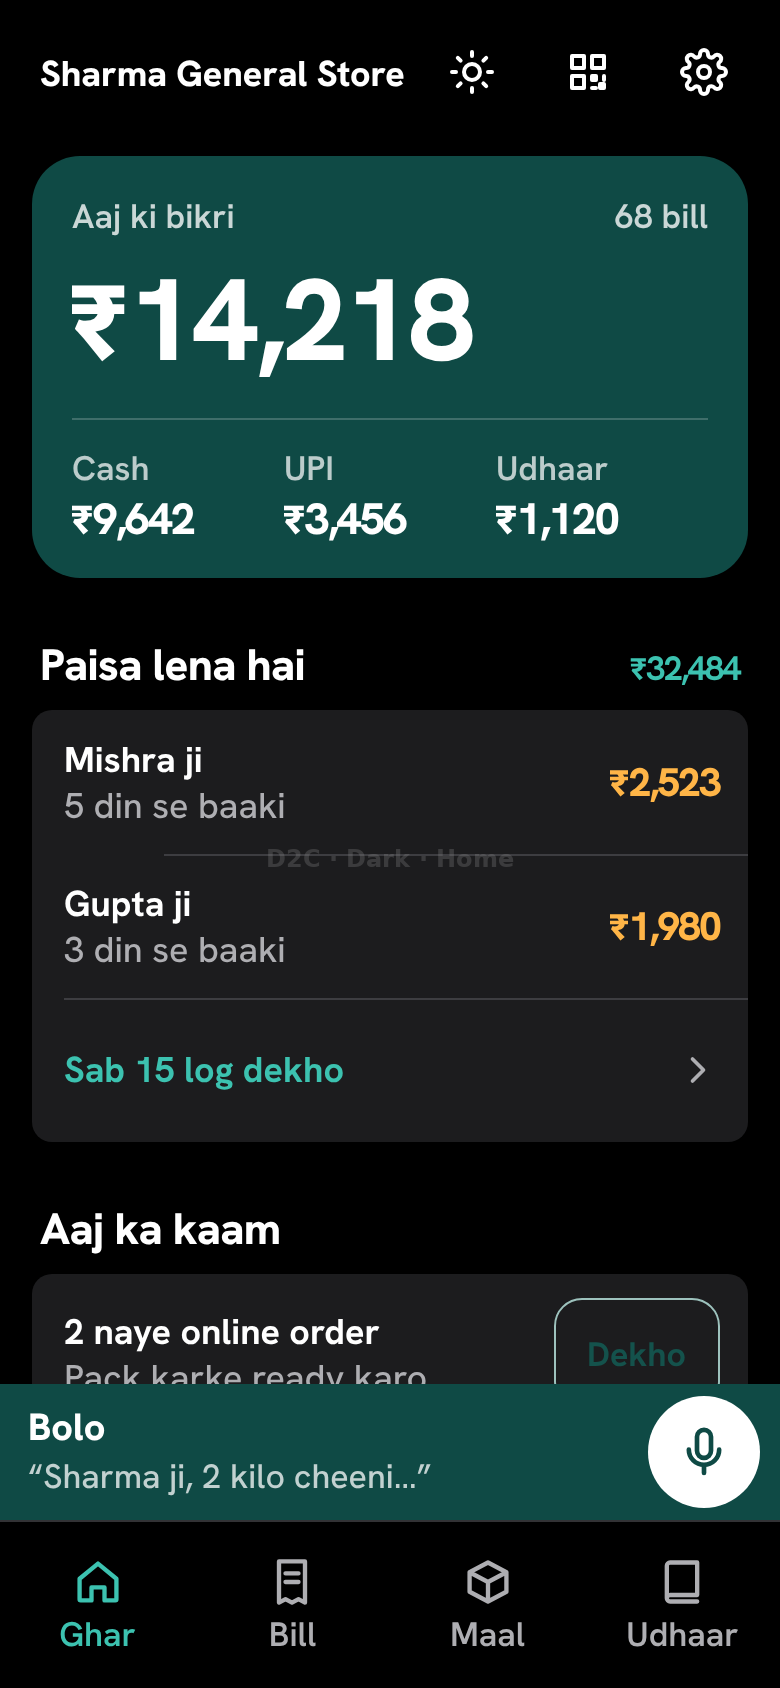 Sharma General Store
Aaj ki bikri
68 bill
₹14,218
Cash
UPI
Udhaar
₹9,642
₹3,456
₹1,120
Paisa lena hai
₹32,484
Mishra ji
₹2,523
5 din se baaki
D2C · Dark · Home
Gupta ji
₹1,980
3 din se baaki
Sab 15 log dekho
Aaj ka kaam
2 naye online order
Dekho
Pack karke ready karo
Bolo
“Sharma ji, 2 kilo cheeni...”
Ghar
Bill
Maal
Udhaar